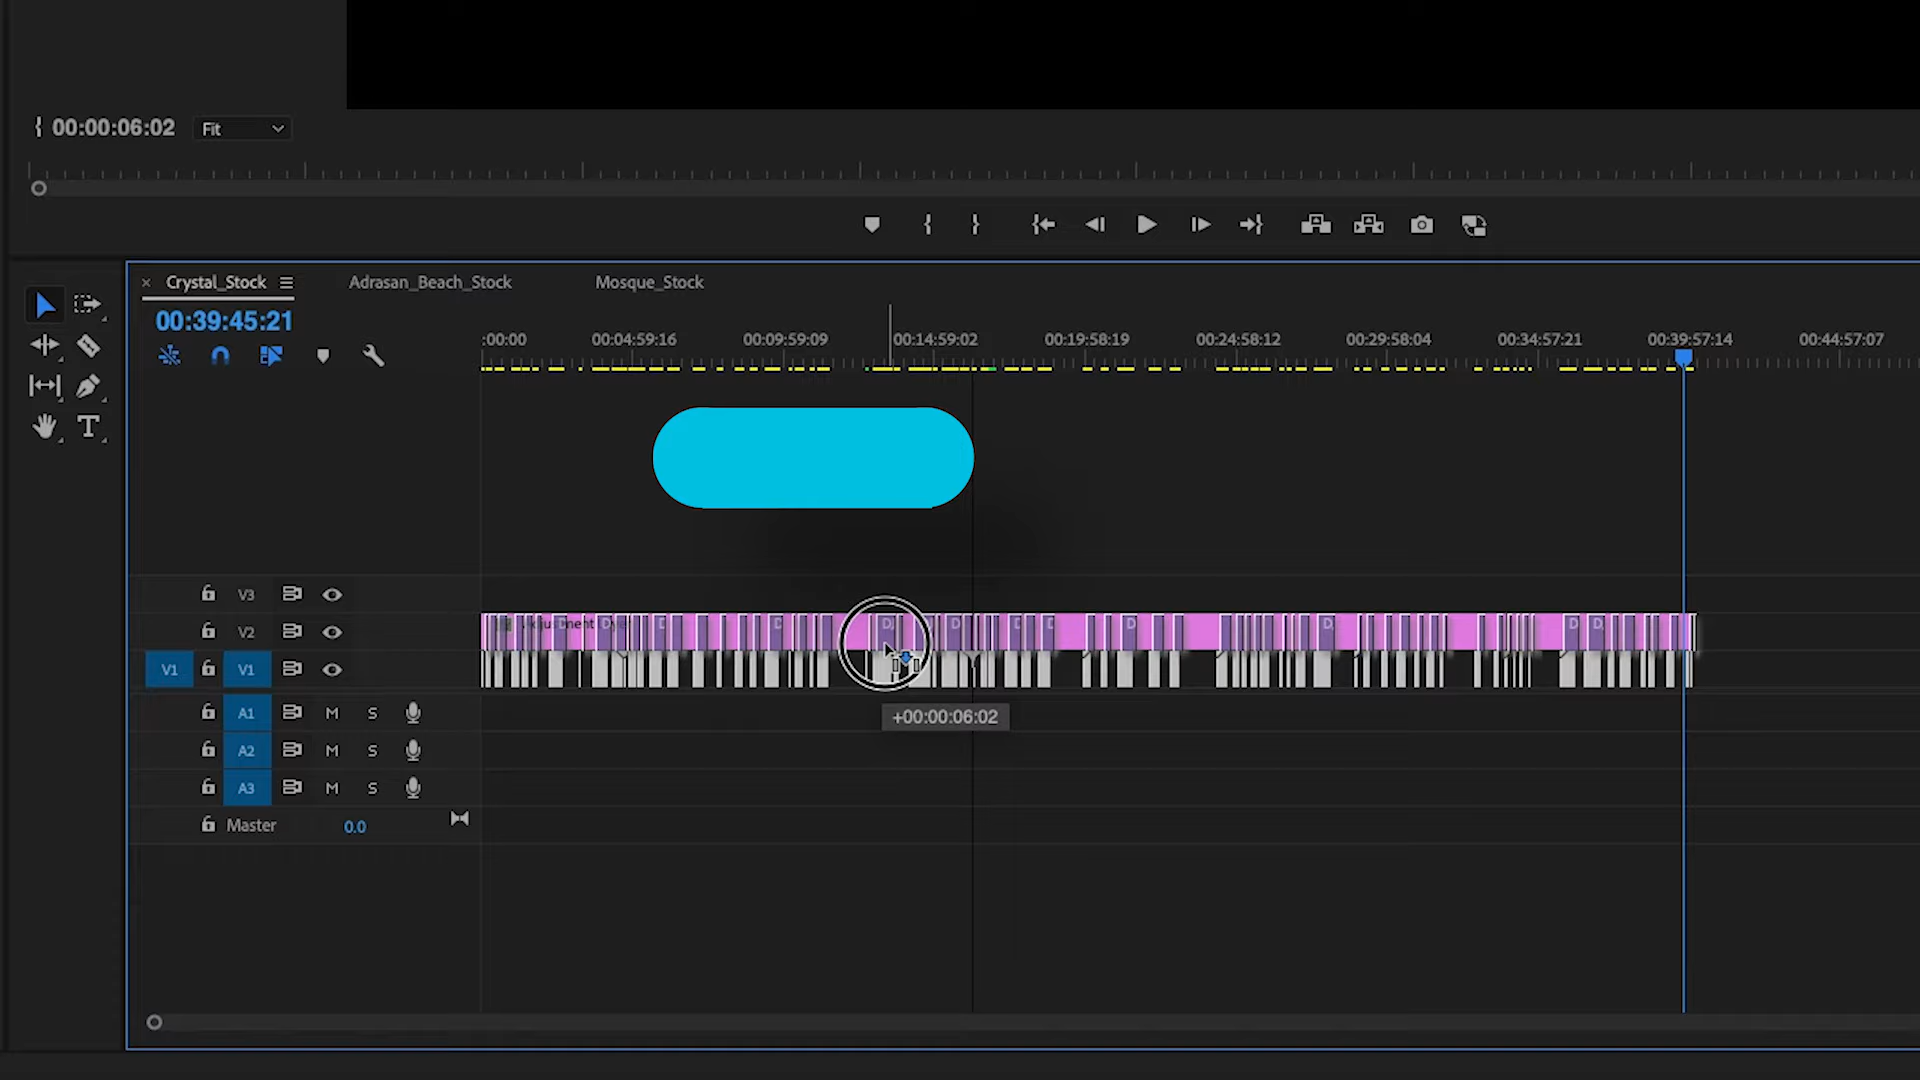 00:00:06:02 Fit
Crystal_Stock Adrasan_Beach_Stock Mosque_Stock
00:39:45:21
:00:00 00:04:59:16 00:09:59:09 00:14:59:02 00:19:58:19 00:24:58:12 00:29:58:04 00:34:57:21 00:39:57:14 00:44:57:07
V3
V2
D D D D D D D D D D D
V1 V1
+00:00:06:02
A1 M S
A2 M S
A3 M S
Master 0.0